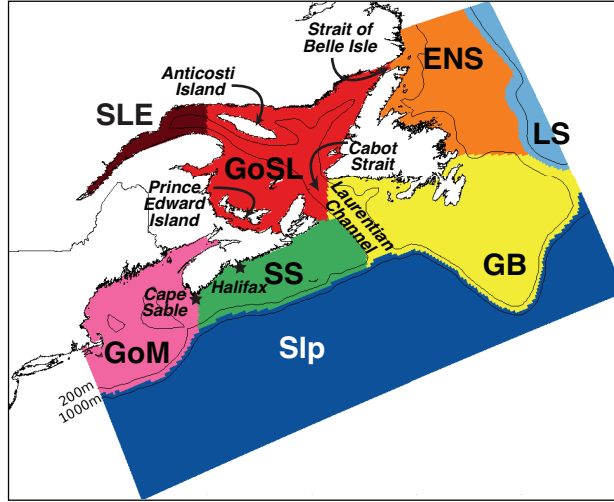 Strait of
Belle Isle
ENS
Anticosti
Island
SLE
LS
GoSL
Cabot
Strait
Prince
Edward
Island
Laurentian
Channel
GB
SS
Halifax
Cape
Sable
GoM
Slp
200m
1000m